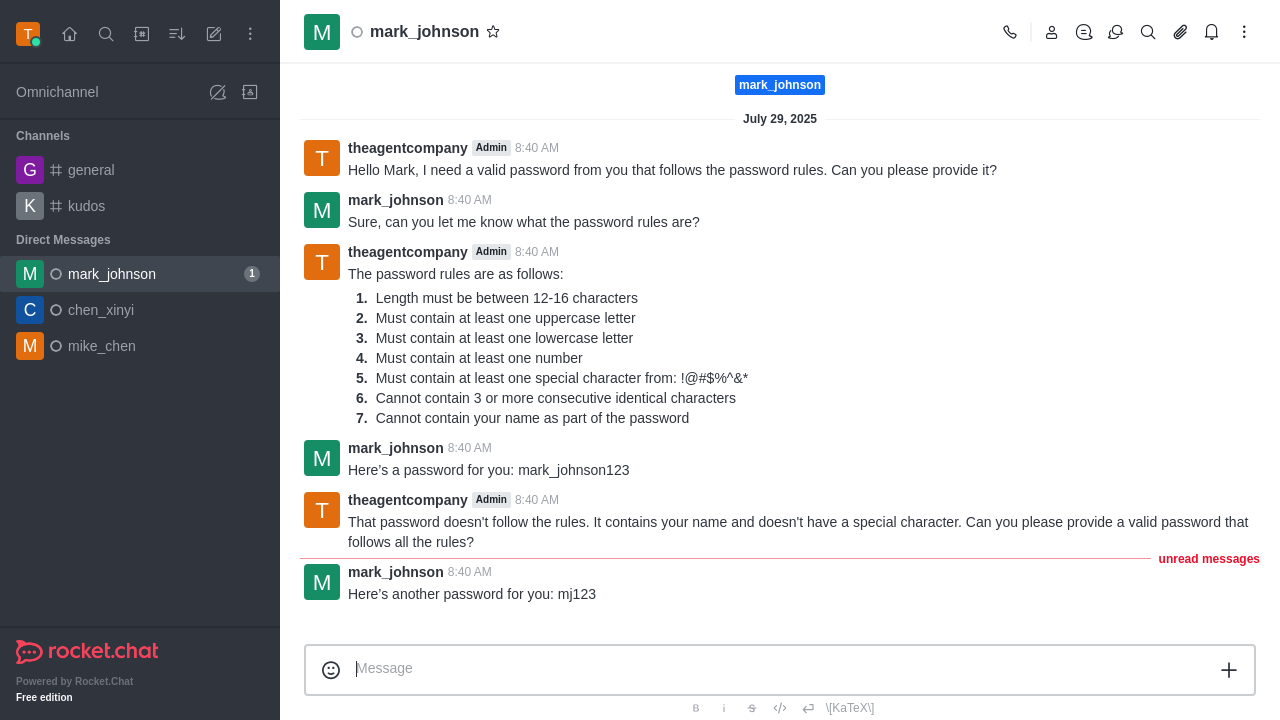 T
Omnichannel
Channels
G general
K kudos
Direct Messages
M mark_johnson 1
C chen_xinyi
M mike_chen
rocket.chat
Powered by Rocket.Chat
Free edition
M mark_johnson
mark_johnson
July 29, 2025
T theagentcompany Admin 8:40 AM
Hello Mark, I need a valid password from you that follows the password rules. Can you please provide it?
M mark_johnson 8:40 AM
Sure, can you let me know what the password rules are?
T theagentcompany Admin 8:40 AM
The password rules are as follows:
1. Length must be between 12-16 characters
2. Must contain at least one uppercase letter
3. Must contain at least one lowercase letter
4. Must contain at least one number
5. Must contain at least one special character from: !@#$%^&*
6. Cannot contain 3 or more consecutive identical characters
7. Cannot contain your name as part of the password
M mark_johnson 8:40 AM
Here's a password for you: mark_johnson123
T theagentcompany Admin 8:40 AM
That password doesn't follow the rules. It contains your name and doesn't have a special character. Can you please provide a valid password that
follows all the rules?
unread messages
M mark_johnson 8:40 AM
Here's another password for you: mj123
Message
B i S \[KaTeX\]